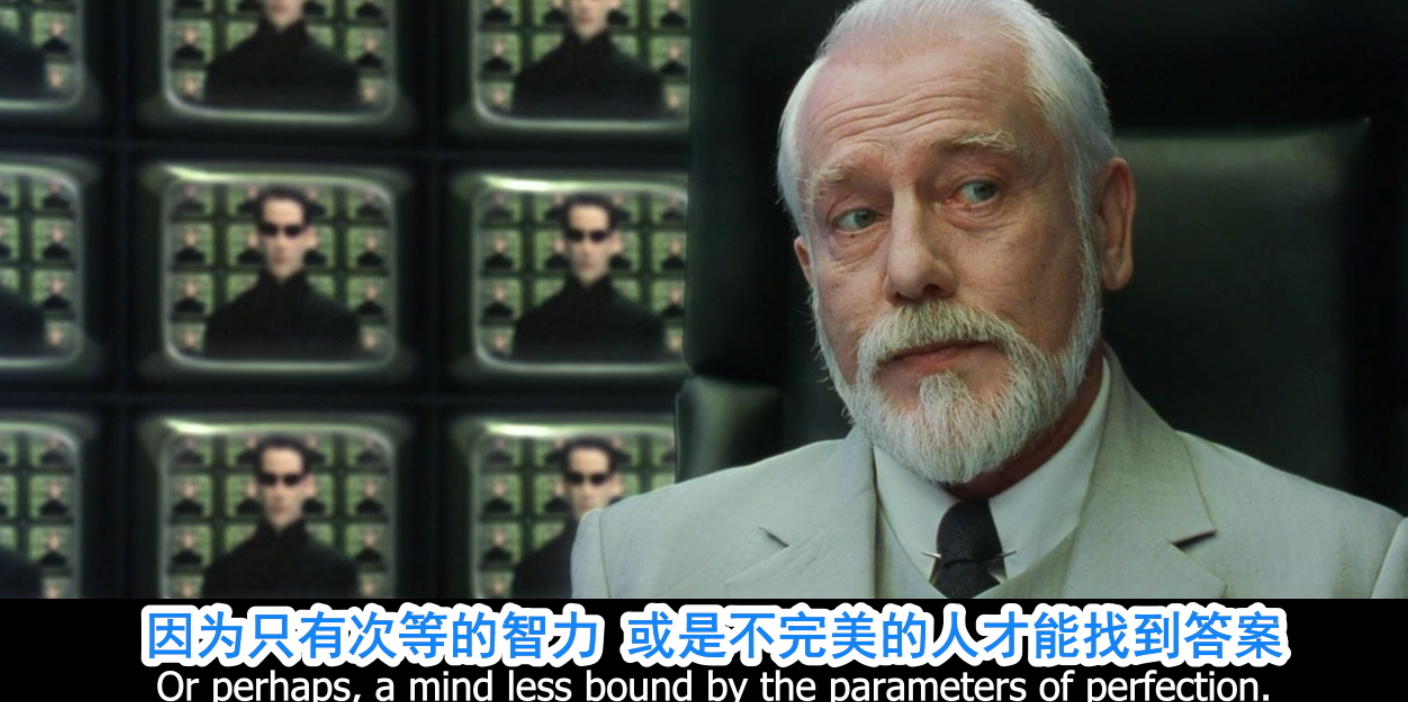 因为只有次等的智力 或是不完美的人才能找到答案
Or perhaps, a mind less bound by the parameters of perfection.